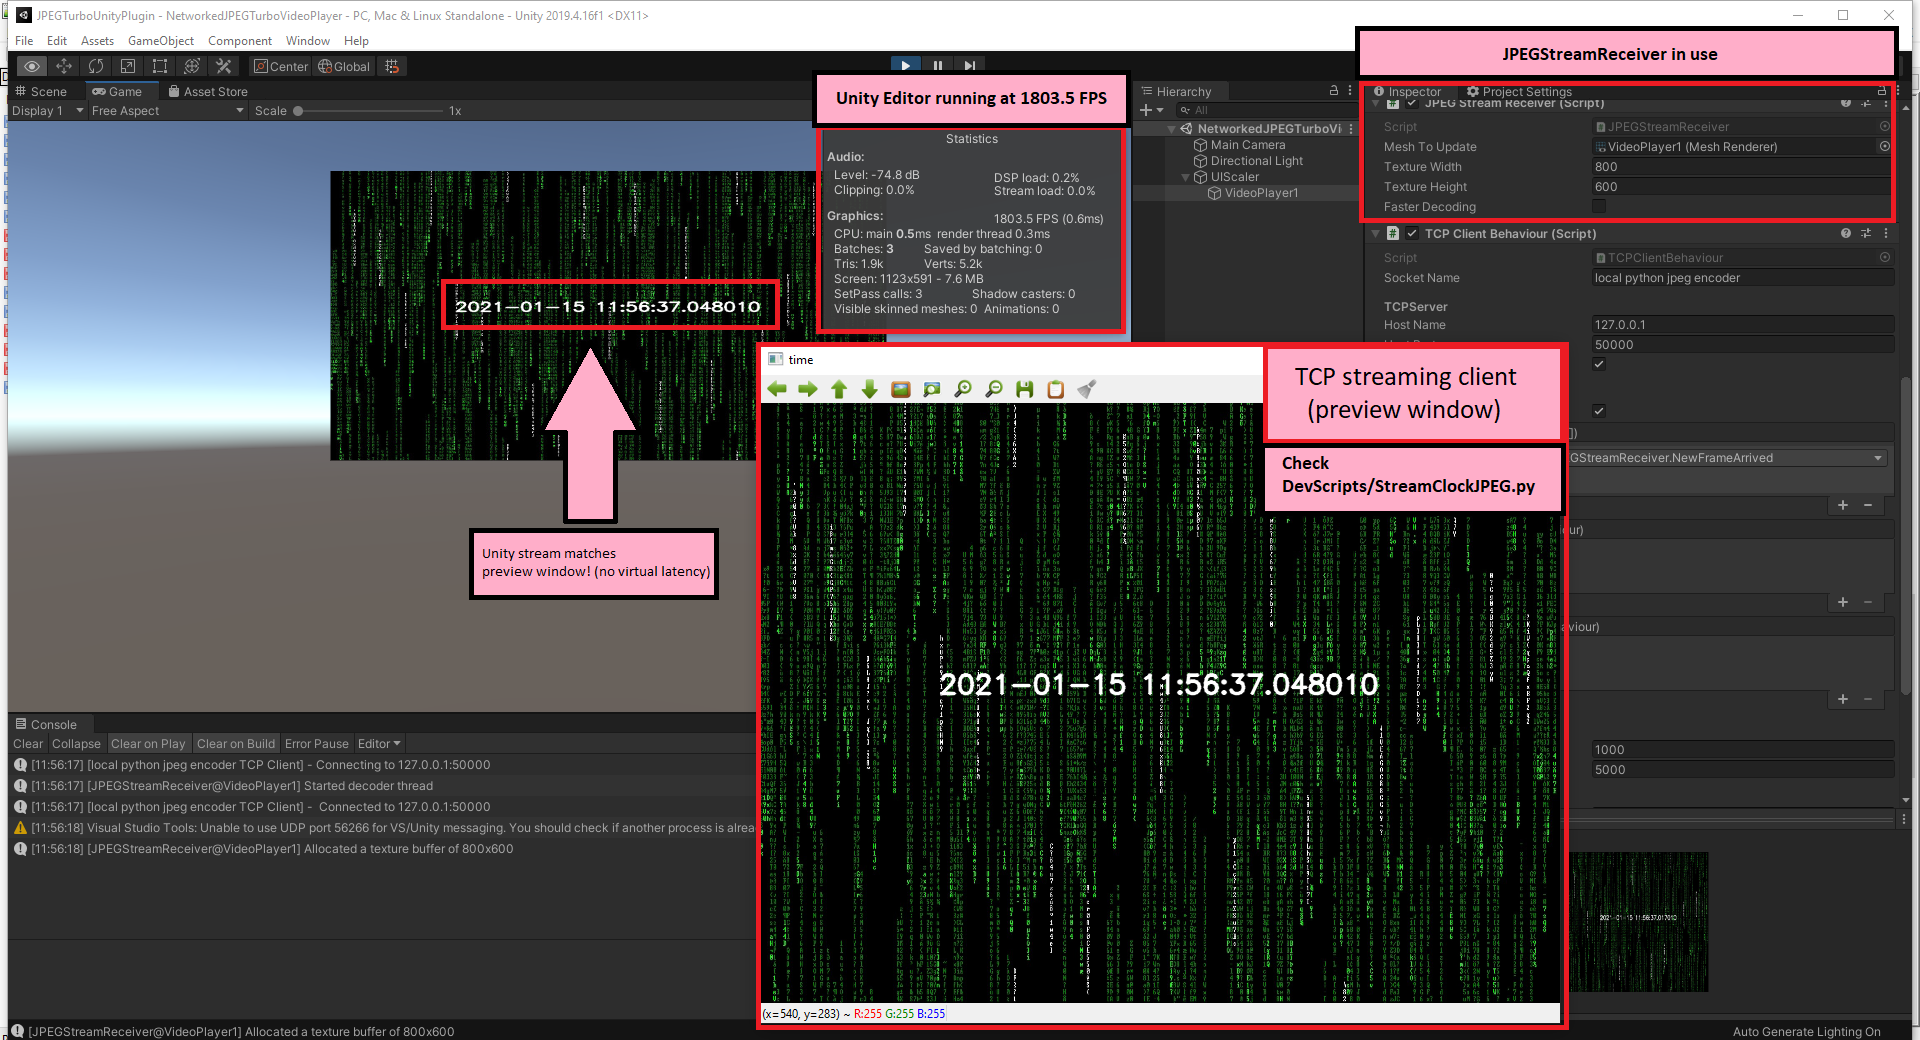 JPEGTurboUnityPlugin - NetworkedJPEGTurboVideoPlayer - PC, Mac & Linux Standalone - Unity 2019.4.16f1 <DX11>
File Edit Assets GameObject Component Window Help
Center Global
Scene Game Asset Store
Display 1 Free Aspect Scale 1x
Unity Editor running at 1803.5 FPS
Statistics
Audio:
Level: -74.8 dB DSP load: 0.2%
Clipping: 0.0% Stream load: 0.0%
Graphics: 1803.5 FPS (0.6ms)
CPU: main 0.5ms render thread 0.3ms
Batches: 3 Saved by batching: 0
Tris: 1.9k Verts: 5.2k
Screen: 1123x591 - 7.6 MB
SetPass calls: 3 Shadow casters: 0
Visible skinned meshes: 0 Animations: 0
2021-01-15 11:56:37.048010
Unity stream matches
preview window! (no virtual latency)
Hierarchy
All
NetworkedJPEGTurboVi
Main Camera
Directional Light
UIScaler
VideoPlayer1
JPEGStreamReceiver in use
Inspector Project Settings
JPEG Stream Receiver (Script)
Script JPEGStreamReceiver
Mesh To Update VideoPlayer1 (Mesh Renderer)
Texture Width 800
Texture Height 600
Faster Decoding
TCP Client Behaviour (Script)
Script TCPClientBehaviour
Socket Name local python jpeg encoder
TCPServer
Host Name 127.0.0.1
50000
])
GStreamReceiver.NewFrameArrived
our)
aviour)
1000
5000
time
TCP streaming client
(preview window)
Check
DevScripts/StreamClockJPEG.py
2021-01-15 11:56:37.048010
(x=540, y=283) ~ R:255 G:255 B:255
2021-01-15 11:56:37.017010
Console
Clear Collapse Clear on Play Clear on Build Error Pause Editor
[11:56:17] [local python jpeg encoder TCP Client] - Connecting to 127.0.0.1:50000
[11:56:17] [JPEGStreamReceiver@VideoPlayer1] Started decoder thread
[11:56:17] [local python jpeg encoder TCP Client] - Connected to 127.0.0.1:50000
[11:56:18] Visual Studio Tools: Unable to use UDP port 56266 for VS/Unity messaging. You should check if another process is alrea
[11:56:18] [JPEGStreamReceiver@VideoPlayer1] Allocated a texture buffer of 800x600
[JPEGStreamReceiver@VideoPlayer1] Allocated a texture buffer of 800x600
Auto Generate Lighting On